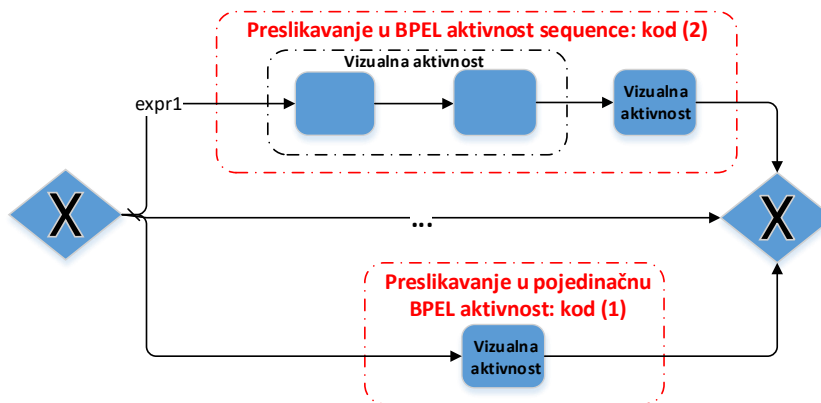 Preslikavanje u BPEL aktivnost sequence: kod (2)
Vizualna aktivnost
expr1
Vizualna
aktivnost
X
...
X
Preslikavanje u pojedinačnu
BPEL aktivnost: kod (1)
Vizualna
aktivnost